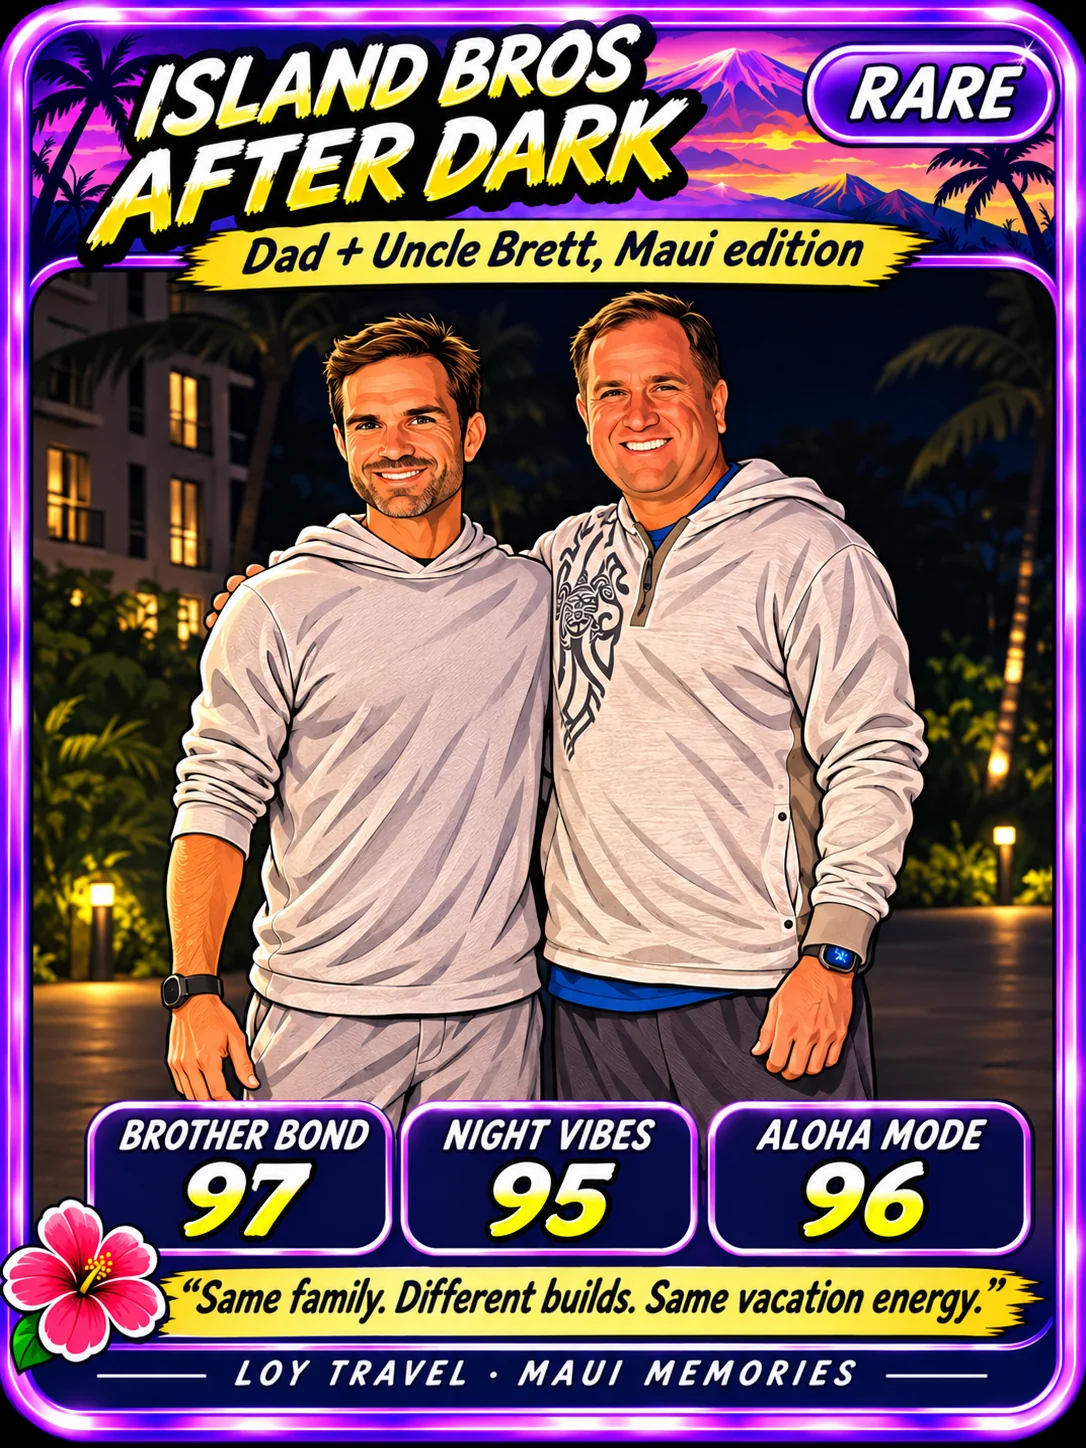 ISLAND BROS
AFTER DARK
RARE
Dad + Uncle Brett, Maui edition
BROTHER BOND
97
NIGHT VIBES
95
ALOHA MODE
96
“Same family. Different builds. Same vacation energy.”
LOY TRAVEL · MAUI MEMORIES